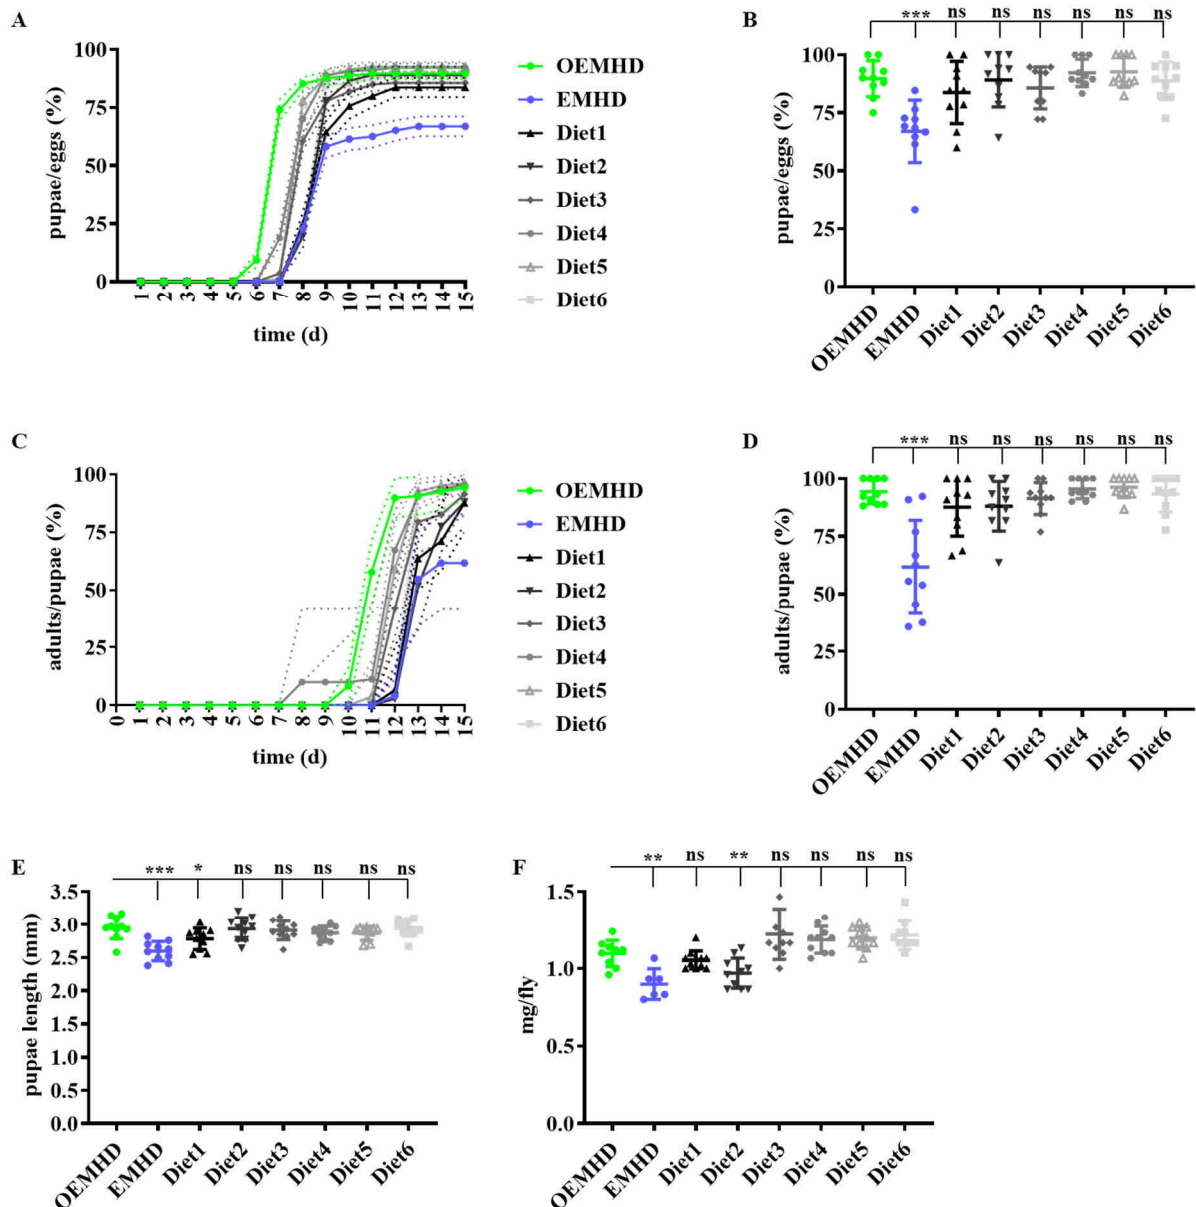 A
pupae/eggs (%)
100
75
50
25
0
1 2 3 4 5 6 7 8 9 10 11 12 13 14 15
time (d)
OEMHD
EMHD
Diet1
Diet2
Diet3
Diet4
Diet5
Diet6
B
*** ns ns ns ns ns ns
pupae/eggs (%)
100
75
50
25
0
OEMHD EMHD Diet1 Diet2 Diet3 Diet4 Diet5 Diet6
C
adults/pupae (%)
100
75
50
25
0
0 1 2 3 4 5 6 7 8 9 10 11 12 13 14 15
time (d)
OEMHD
EMHD
Diet1
Diet2
Diet3
Diet4
Diet5
Diet6
D
*** ns ns ns ns ns ns
adults/pupae (%)
100
75
50
25
0
OEMHD EMHD Diet1 Diet2 Diet3 Diet4 Diet5 Diet6
E
*** * ns ns ns ns ns
pupae length (mm)
3.5
3.0
2.5
2.0
1.5
1.0
0.5
0.0
OEMHD EMHD Diet1 Diet2 Diet3 Diet4 Diet5 Diet6
F
** ns ** ns ns ns ns
mg/fly
1.5
1.0
0.5
0.0
OEMHD EMHD Diet1 Diet2 Diet3 Diet4 Diet5 Diet6